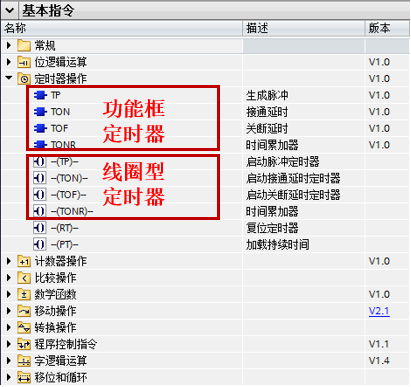 基本指令
名称 描述 版本
常规
位逻辑运算 V1.0
定时器操作 V1.0
TP 生成脉冲 V1.0
TON 接通延时 V1.0
TOF 关断延时 V1.0
TONR 时间累加器 V1.0
功能框
定时器
-(TP)- 启动脉冲定时器
-(TON)- 启动接通延时定时器
-(TOF)- 启动关断延时定时器
-(TONR)- 时间累加器
线圈型
定时器
-(RT)- 复位定时器
-(PT)- 加载持续时间
计数器操作 V1.0
比较操作
数学函数 V1.0
移动操作 V2.1
转换操作
程序控制指令 V1.1
字逻辑运算 V1.4
移位和循环